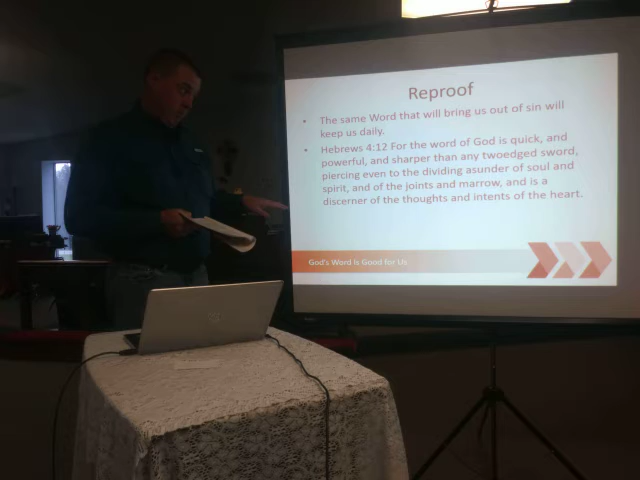 Reproof
• The same Word that will bring us out of sin will
keep us daily.
• Hebrews 4:12 For the word of God is quick, and
powerful, and sharper than any twoedged sword,
piercing even to the dividing asunder of soul and
spirit, and of the joints and marrow, and is a
discerner of the thoughts and intents of the heart.
God's Word is Good for Us